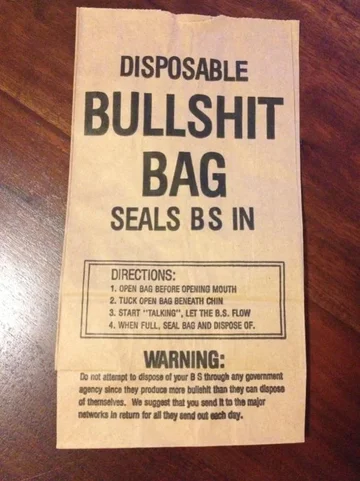 DISPOSABLE
BULLSHIT
BAG
SEALS B S IN
DIRECTIONS:
1. OPEN BAG BEFORE OPENING MOUTH
2. TUCK OPEN BAG BENEATH CHIN
3. START "TALKING", LET THE B.S. FLOW
4. WHEN FULL, SEAL BAG AND DISPOSE OF.
WARNING:
Do not attempt to dispose of your B S through any government
agency since they produce more bullshit than they can dispose
of themselves. We suggest that you send it to the major
networks in return for all they send out each day.